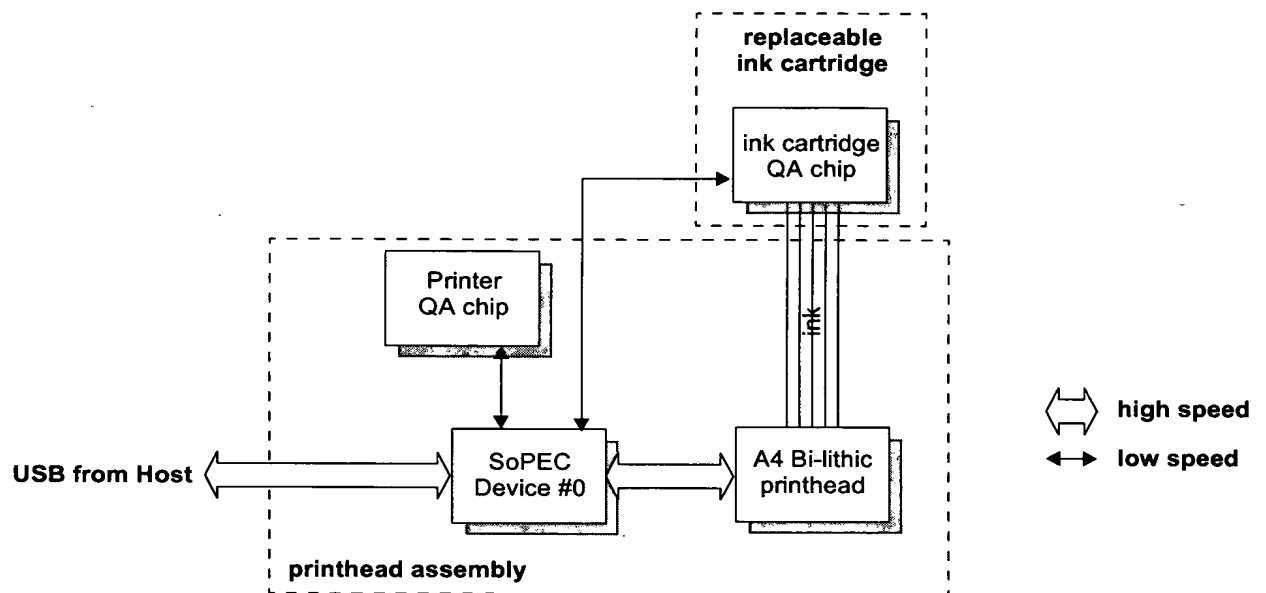 replaceable
ink cartridge
ink cartridge
QA chip
Printer
QA chip
ink
high speed
low speed
USB from Host
SoPEC
Device #0
A4 Bi-lithic
printhead
printhead assembly